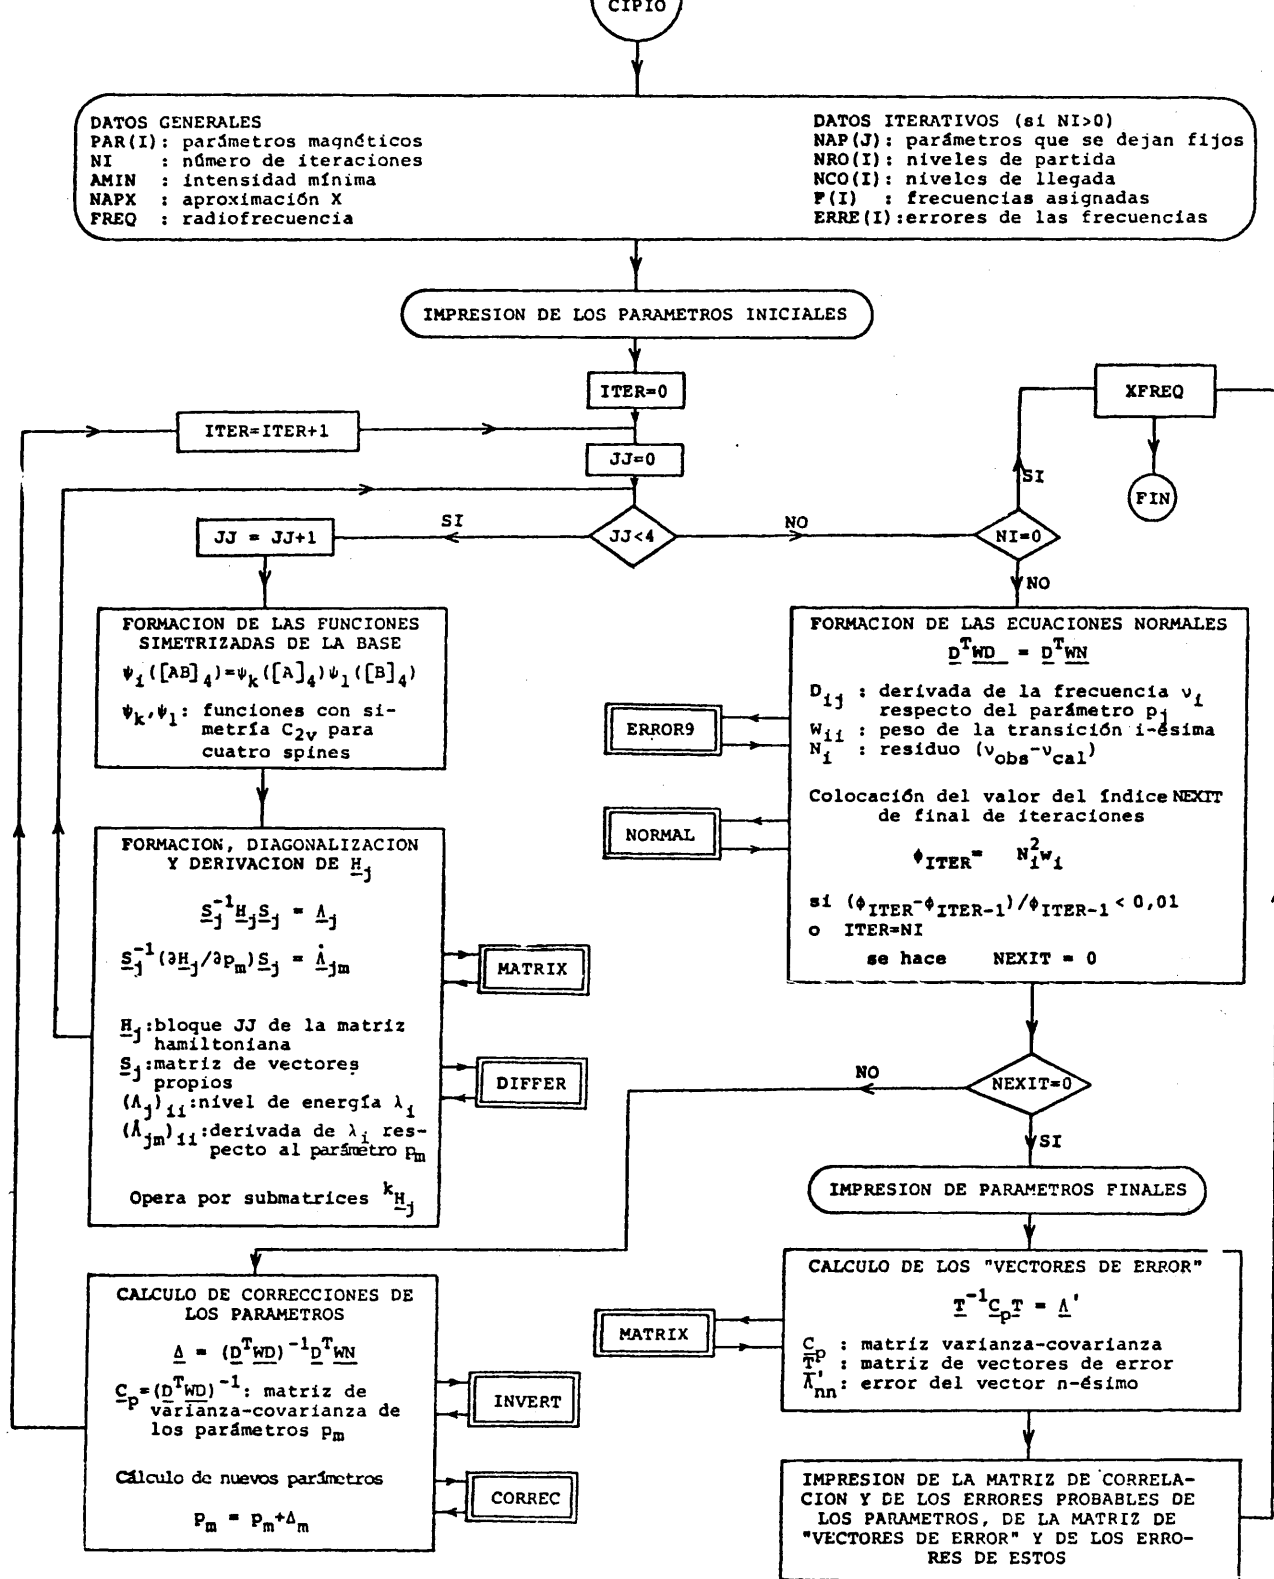 CIPIO
DATOS GENERALES
PAR(I): parámetros magnéticos
NI : número de iteraciones
AMIN : intensidad mínima
NAPX : aproximación X
FREQ : radiofrecuencia
DATOS ITERATIVOS (si NI>0)
NAP(J): parámetros que se dejan fijos
NRO(I): niveles de partida
NCO(I): niveles de llegada
F(I) : frecuencias asignadas
ERRE(I):errores de las frecuencias
IMPRESION DE LOS PARAMETROS INICIALES
ITER=0
XFREQ
ITER=ITER+1
JJ=0
SI
FIN
JJ = JJ+1
SI
JJ<4
NO
NI=0
NO
FORMACION DE LAS FUNCIONES
SIMETRIZADAS DE LA BASE
ψi([AB]4)=ψk([A]4)ψl([B]4)
ψk,ψl: funciones con si-
metría C2v para
cuatro spines
FORMACION DE LAS ECUACIONES NORMALES
D^T WD = D^T WN
Dij : derivada de la frecuencia νi
respecto del parámetro pj
Wii : peso de la transición i-ésima
Ni : residuo (νobs-νcal)
Colocación del valor del índice NEXIT
de final de iteraciones
ϕITER= Ni²wi
si (ϕITER-ϕITER-1)/ϕITER-1 < 0,01
o ITER=NI
se hace NEXIT = 0
ERROR9
NORMAL
FORMACION, DIAGONALIZACION
Y DERIVACION DE Hj
Sj⁻¹HjSj = Λj
Sj⁻¹(∂Hj/∂pm)Sj = Λ̇jm
Hj:bloque JJ de la matriz
hamiltoniana
Sj:matriz de vectores
propios
(Λj)ii:nivel de energía λi
(Λ̇jm)ii:derivada de λi res-
pecto al parámetro pm
Opera por submatrices ᵏHj
MATRIX
DIFFER
NO
NEXIT=0
SI
IMPRESION DE PARAMETROS FINALES
CALCULO DE CORRECCIONES DE
LOS PARAMETROS
Δ = (D^T WD)⁻¹D^T WN
Cp=(D^T WD)⁻¹: matriz de
varianza-covarianza de
los parámetros pm
Cálculo de nuevos parámetros
pm = pm+Δm
INVERT
CORREC
CALCULO DE LOS "VECTORES DE ERROR"
T⁻¹CpT = Λ'
Cp : matriz varianza-covarianza
T : matriz de vectores de error
Λ'nn: error del vector n-ésimo
MATRIX
IMPRESION DE LA MATRIZ DE CORRELA-
CION Y DE LOS ERRORES PROBABLES DE
LOS PARAMETROS, DE LA MATRIZ DE
"VECTORES DE ERROR" Y DE LOS ERRO-
RES DE ESTOS